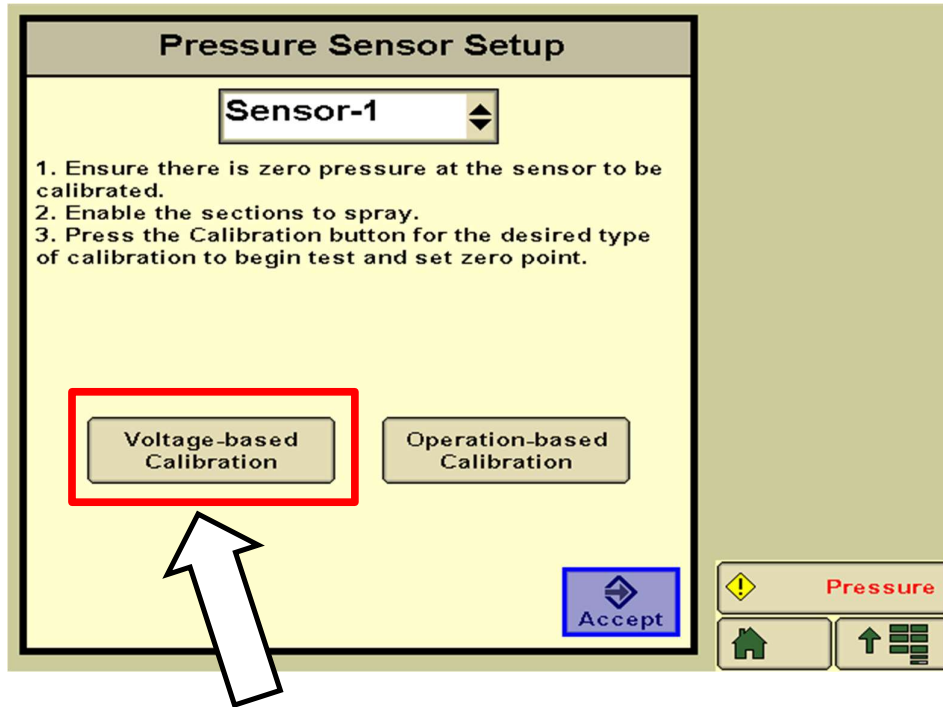 Pressure Sensor Setup
Sensor-1
1. Ensure there is zero pressure at the sensor to be
calibrated.
2. Enable the sections to spray.
3. Press the Calibration button for the desired type
of calibration to begin test and set zero point.
Voltage-based
Calibration
Operation-based
Calibration
Accept
Pressure